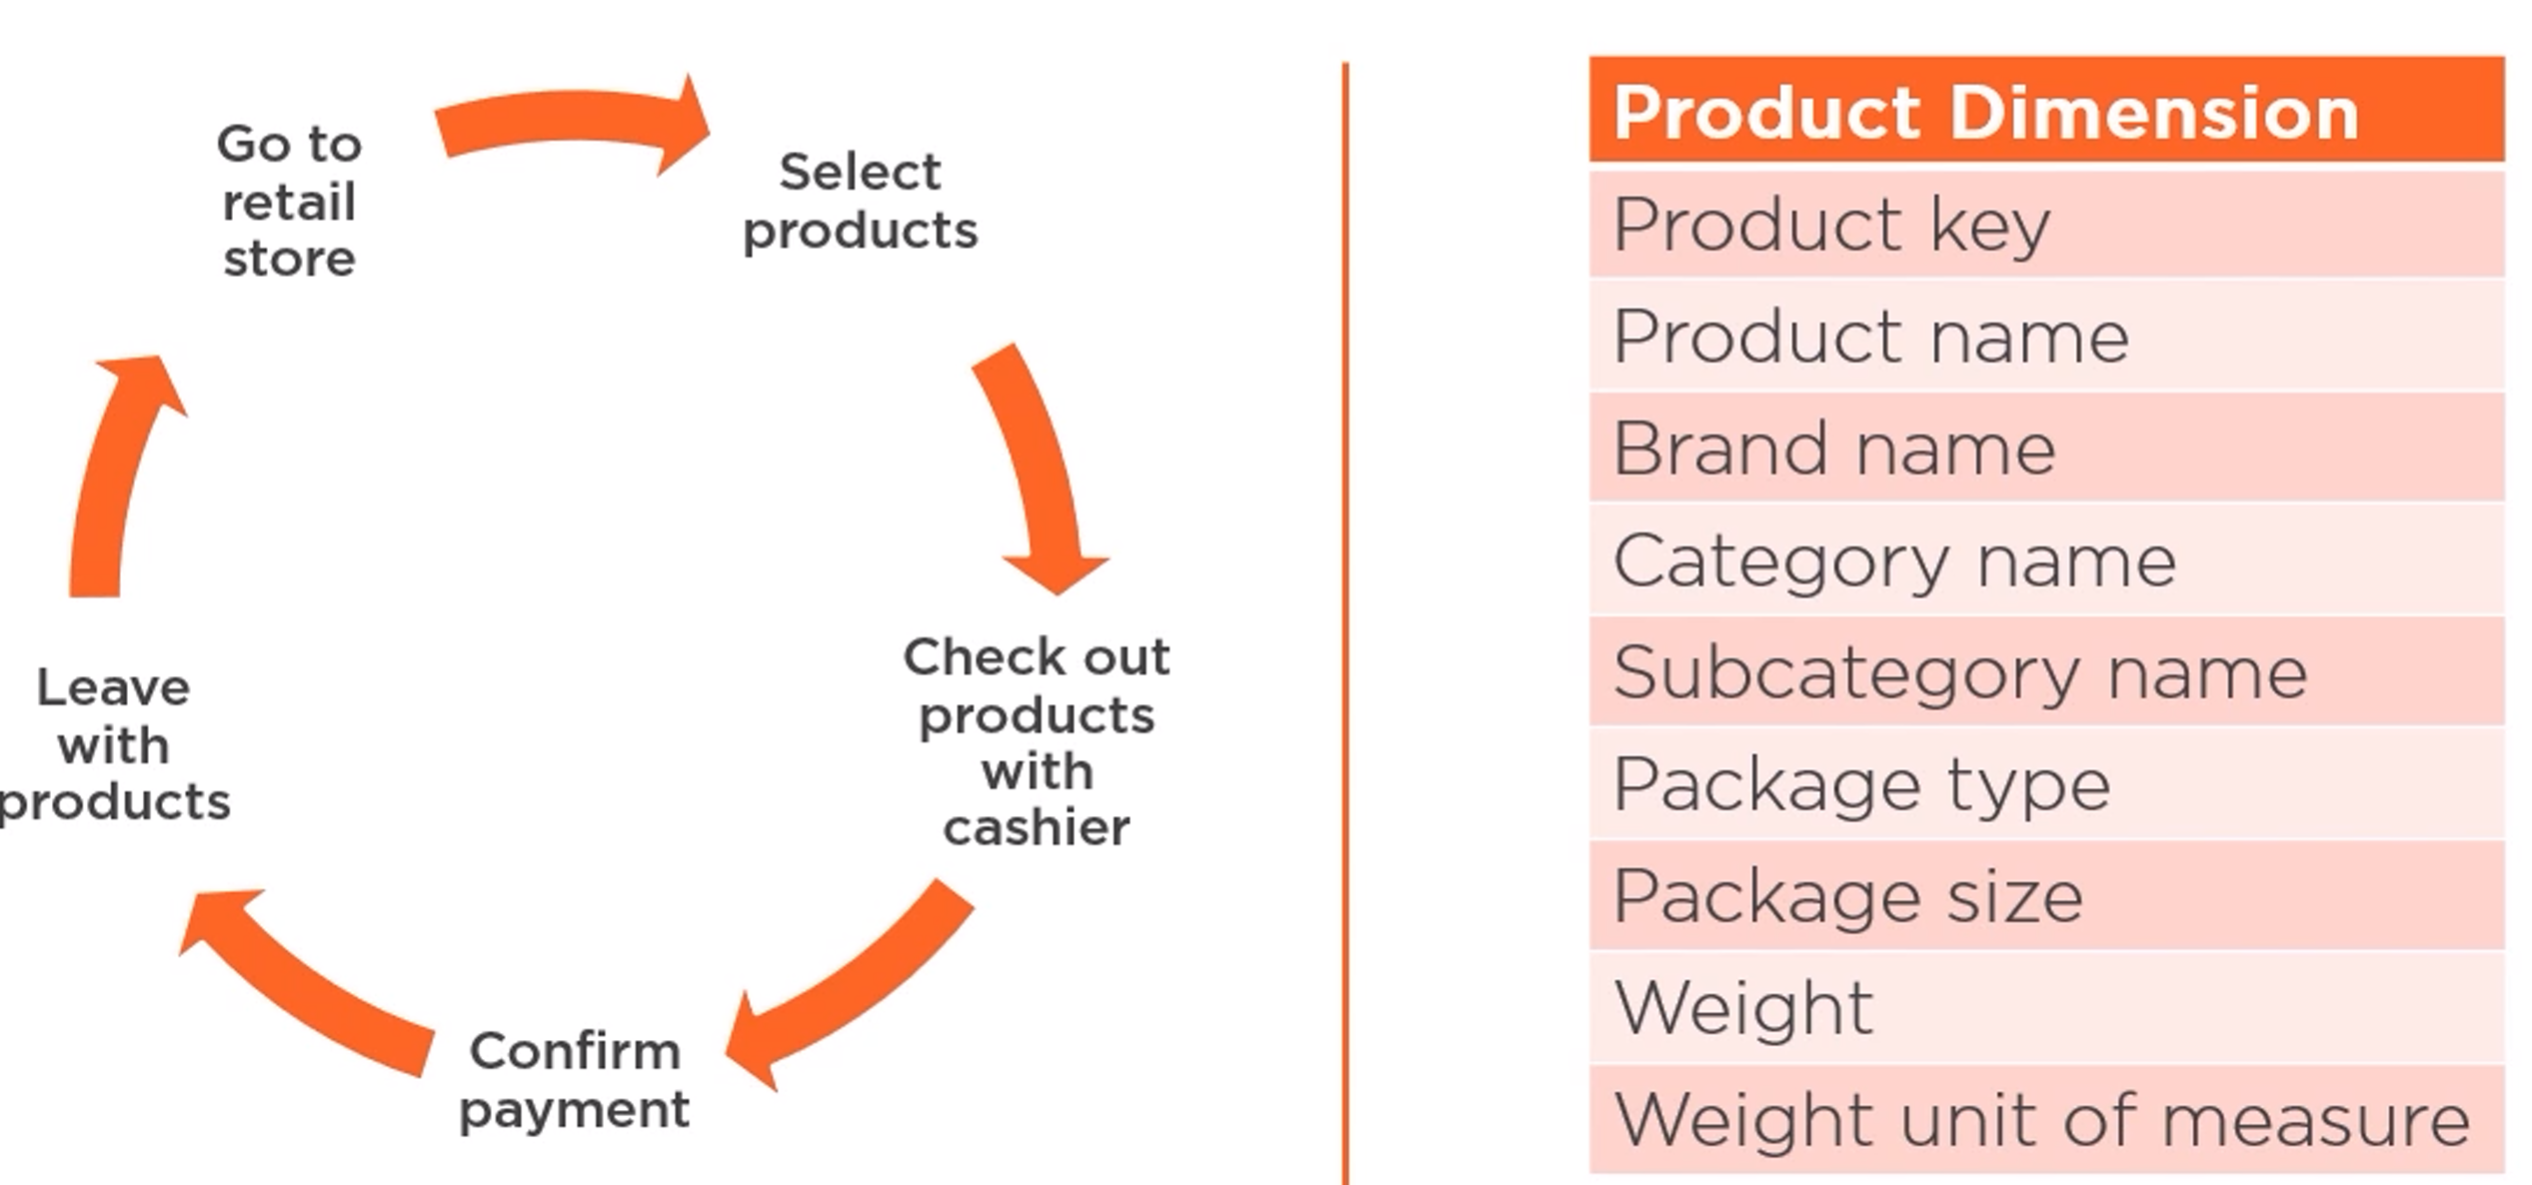 Go to
retail
store
Select
products
Check out
products
with
cashier
Confirm
payment
Leave
with
products
Product Dimension
Product key
Product name
Brand name
Category name
Subcategory name
Package type
Package size
Weight
Weight unit of measure